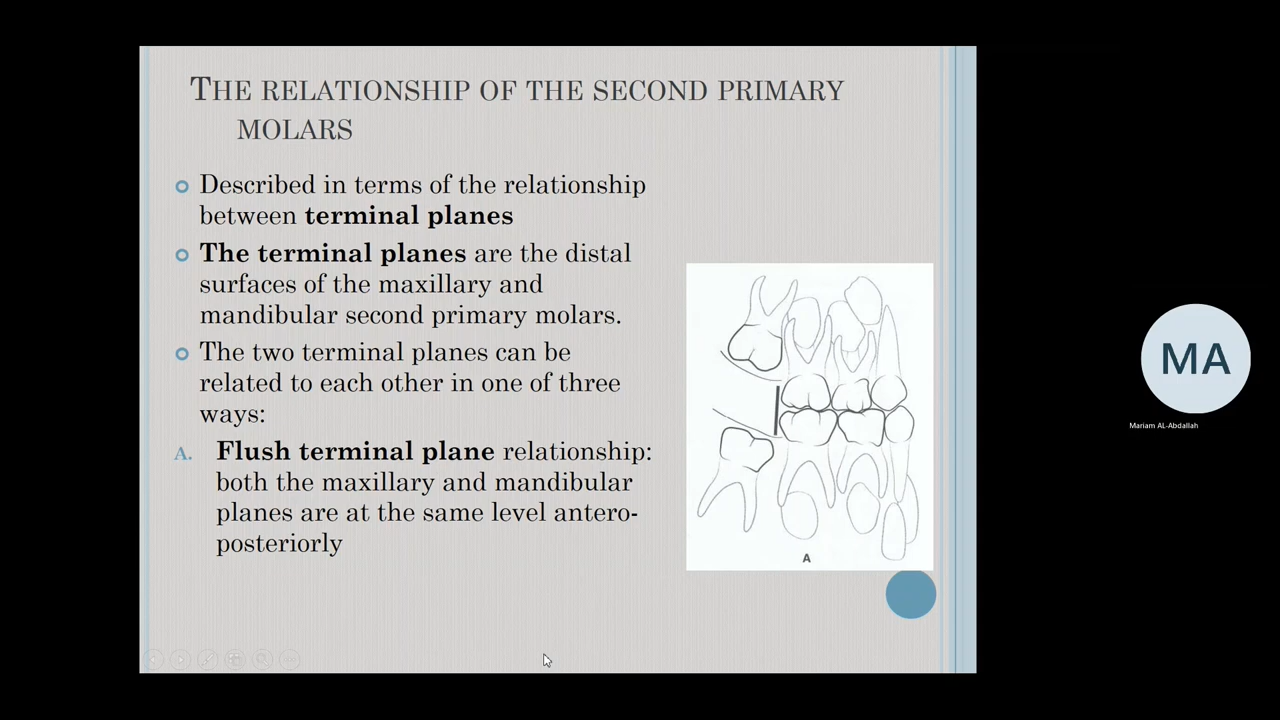 THE RELATIONSHIP OF THE SECOND PRIMARY
MOLARS
Described in terms of the relationship
between terminal planes
The terminal planes are the distal
surfaces of the maxillary and
mandibular second primary molars.
The two terminal planes can be
related to each other in one of three
ways:
A. Flush terminal plane relationship:
both the maxillary and mandibular
planes are at the same level antero-
posteriorly
A
MA
Mariam AL-Abdallah